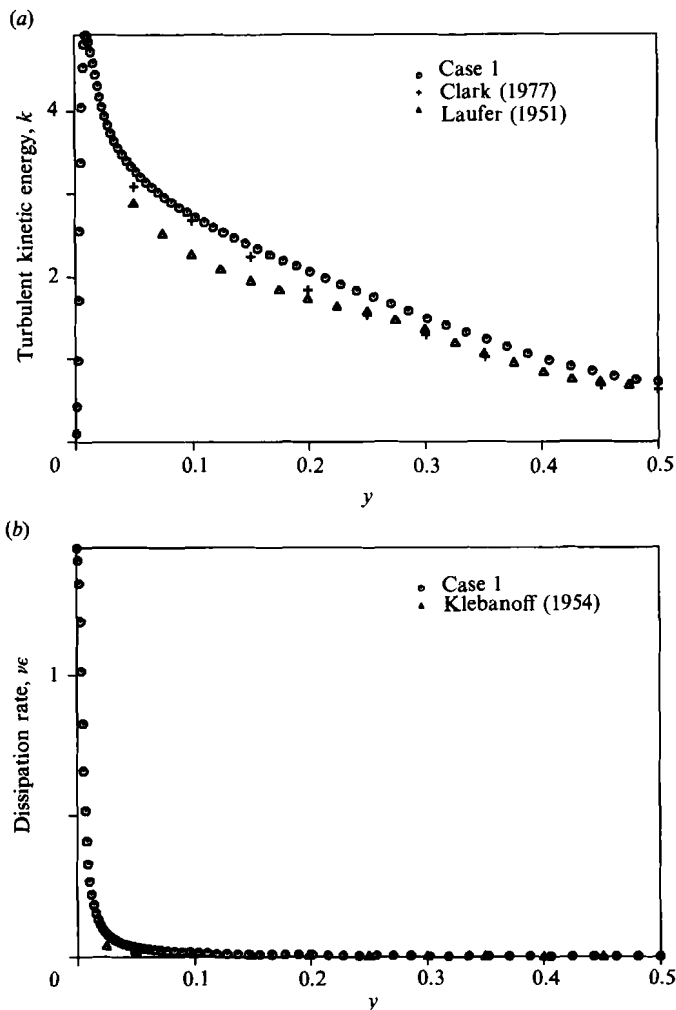 (a)
Case 1
Clark (1977)
Laufer (1951)
Turbulent kinetic energy, k
4
2
0
0.1
0.2
0.3
0.4
0.5
y
(b)
Case 1
Klebanoff (1954)
Dissipation rate, νϵ
1
0
0.1
0.2
0.3
0.4
0.5
y